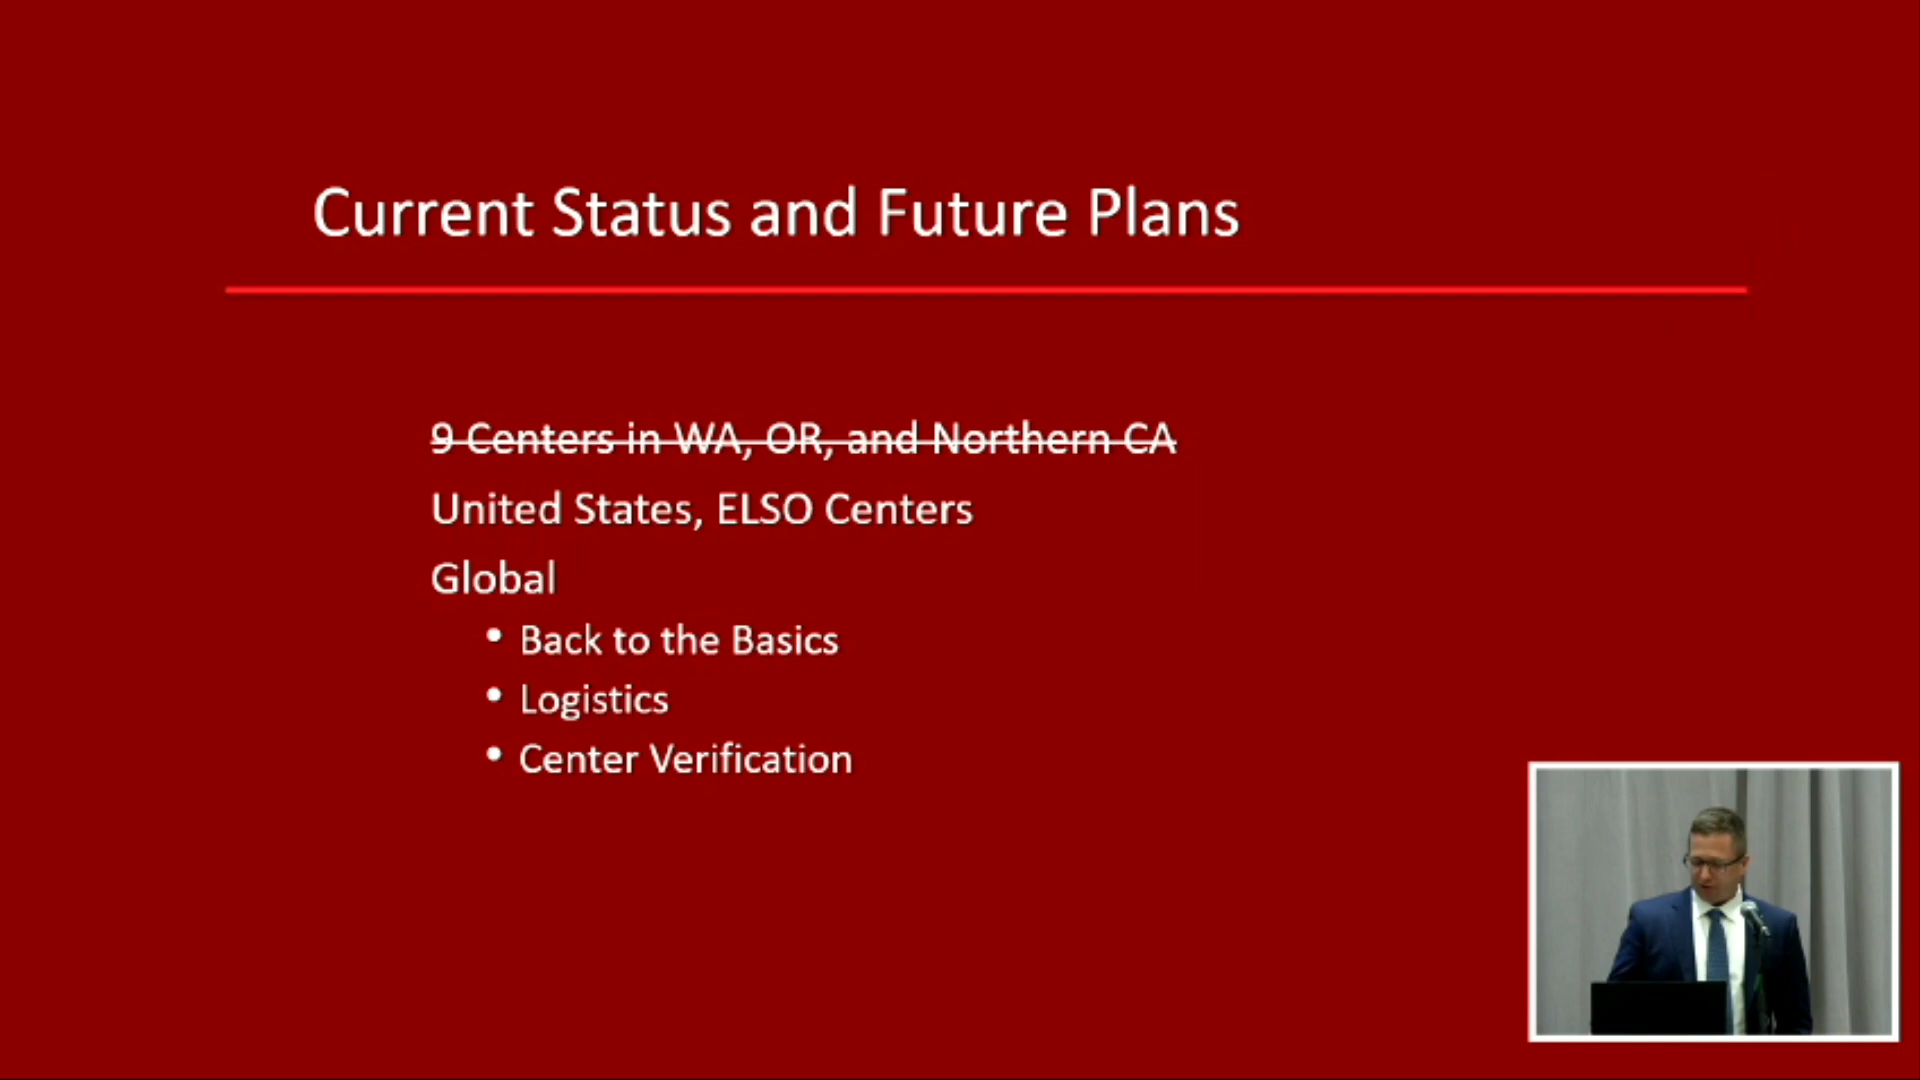 Current Status and Future Plans
9 Centers in WA, OR, and Northern CA
United States, ELSO Centers
Global
• Back to the Basics
• Logistics
• Center Verification